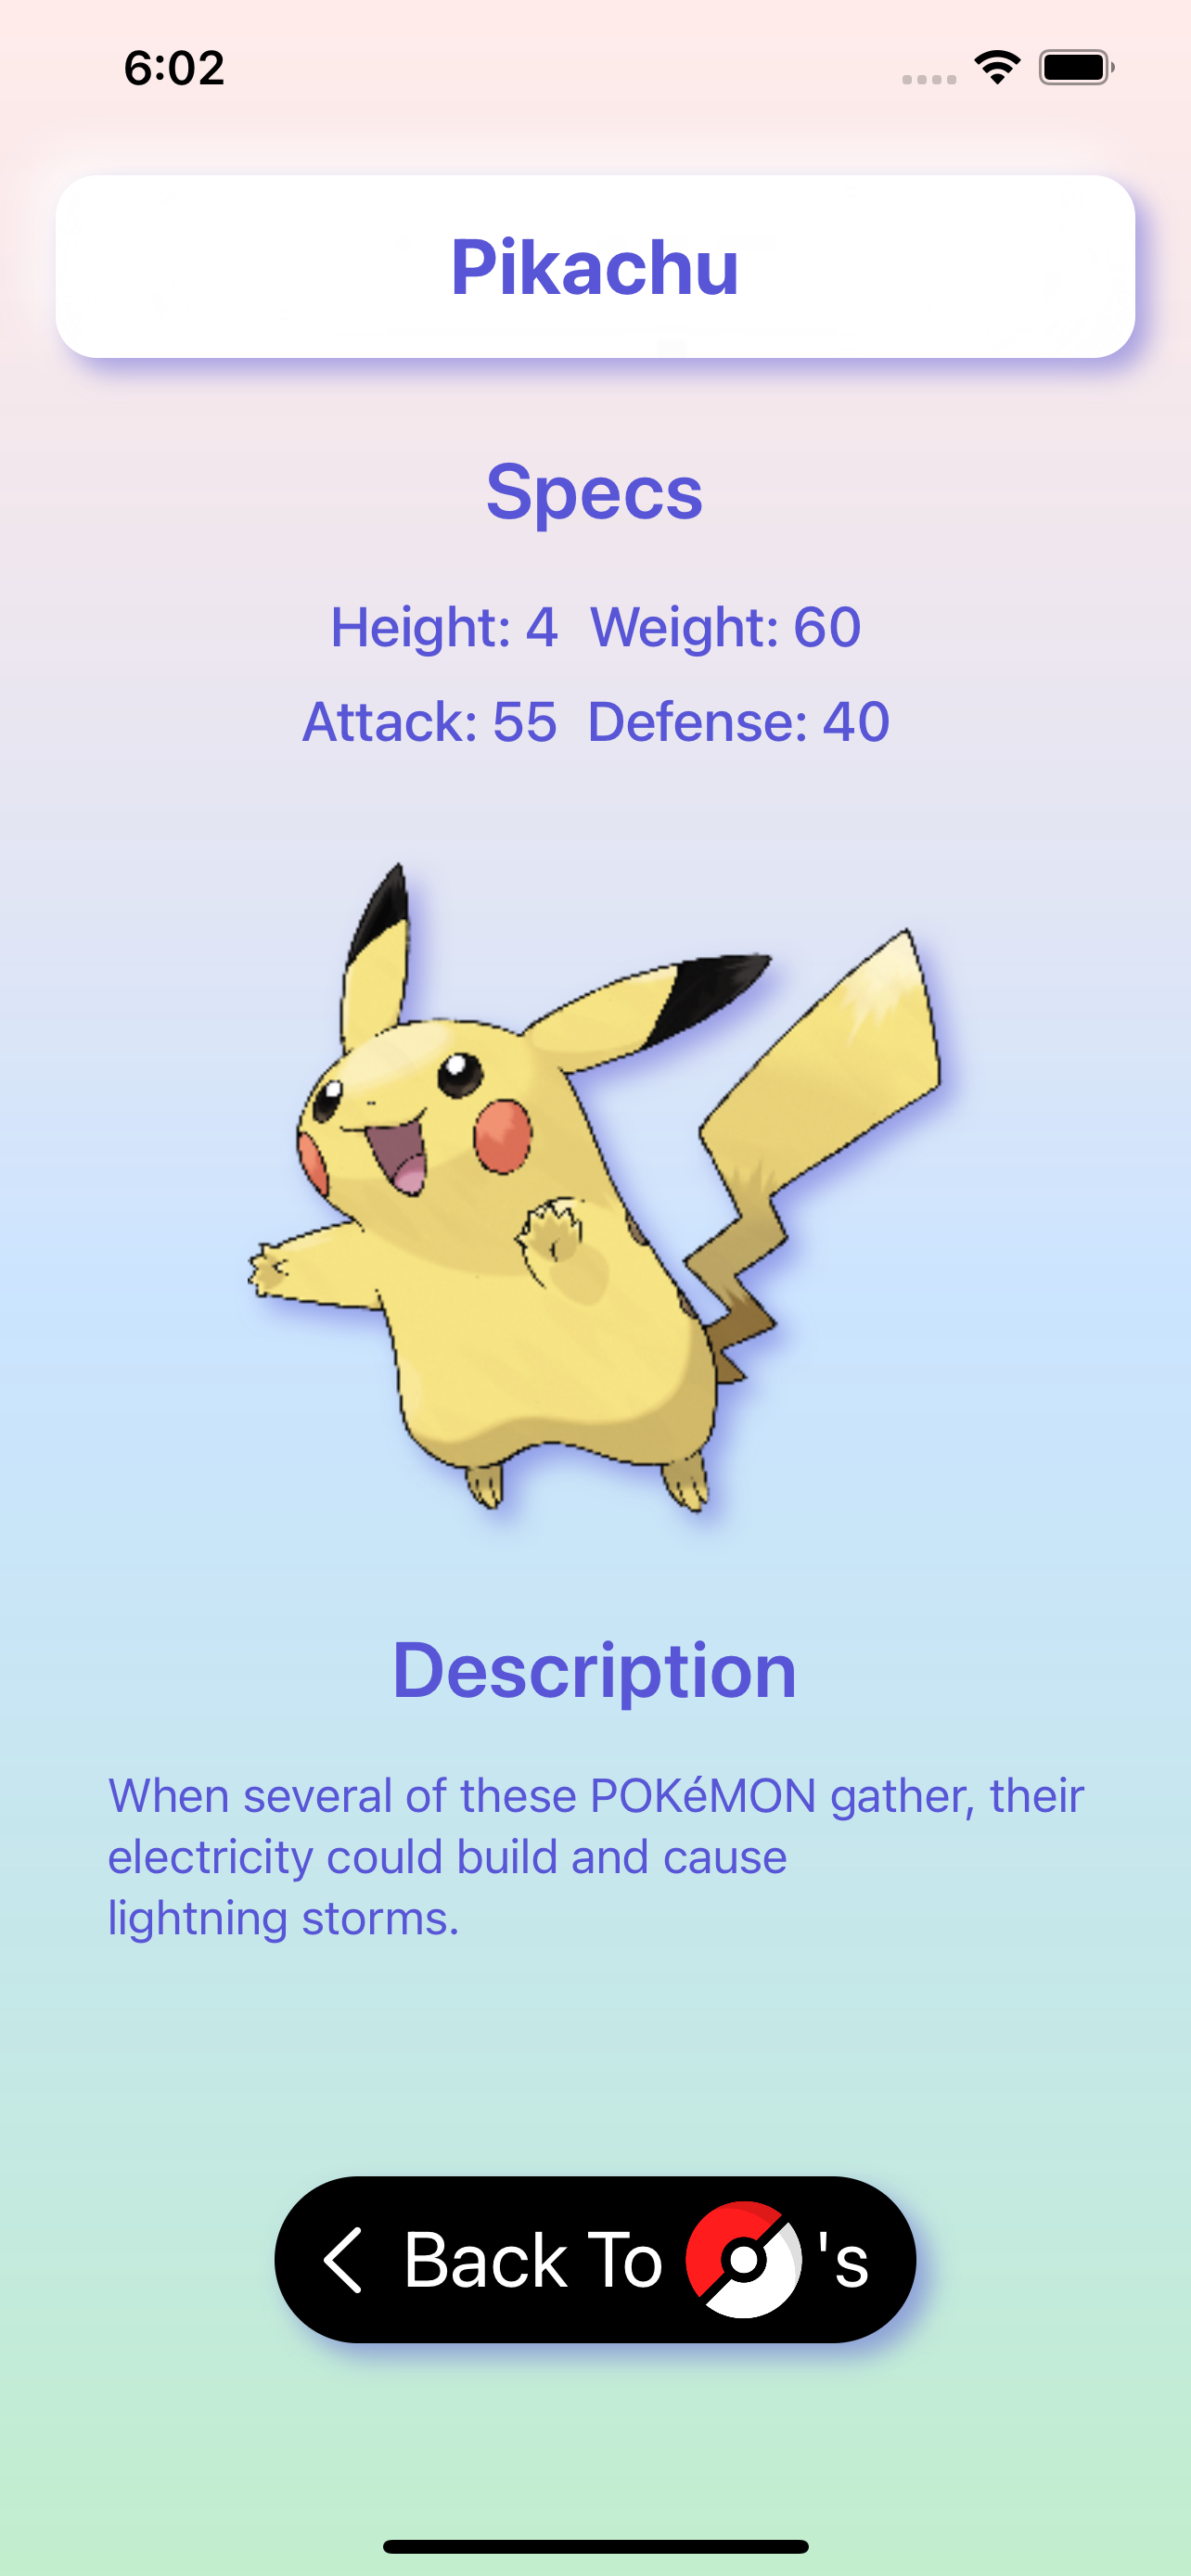 6:02
Pikachu
Specs
Height: 4 Weight: 60
Attack: 55 Defense: 40
Description
When several of these POKéMON gather, their
electricity could build and cause
lightning storms.
Back To 's